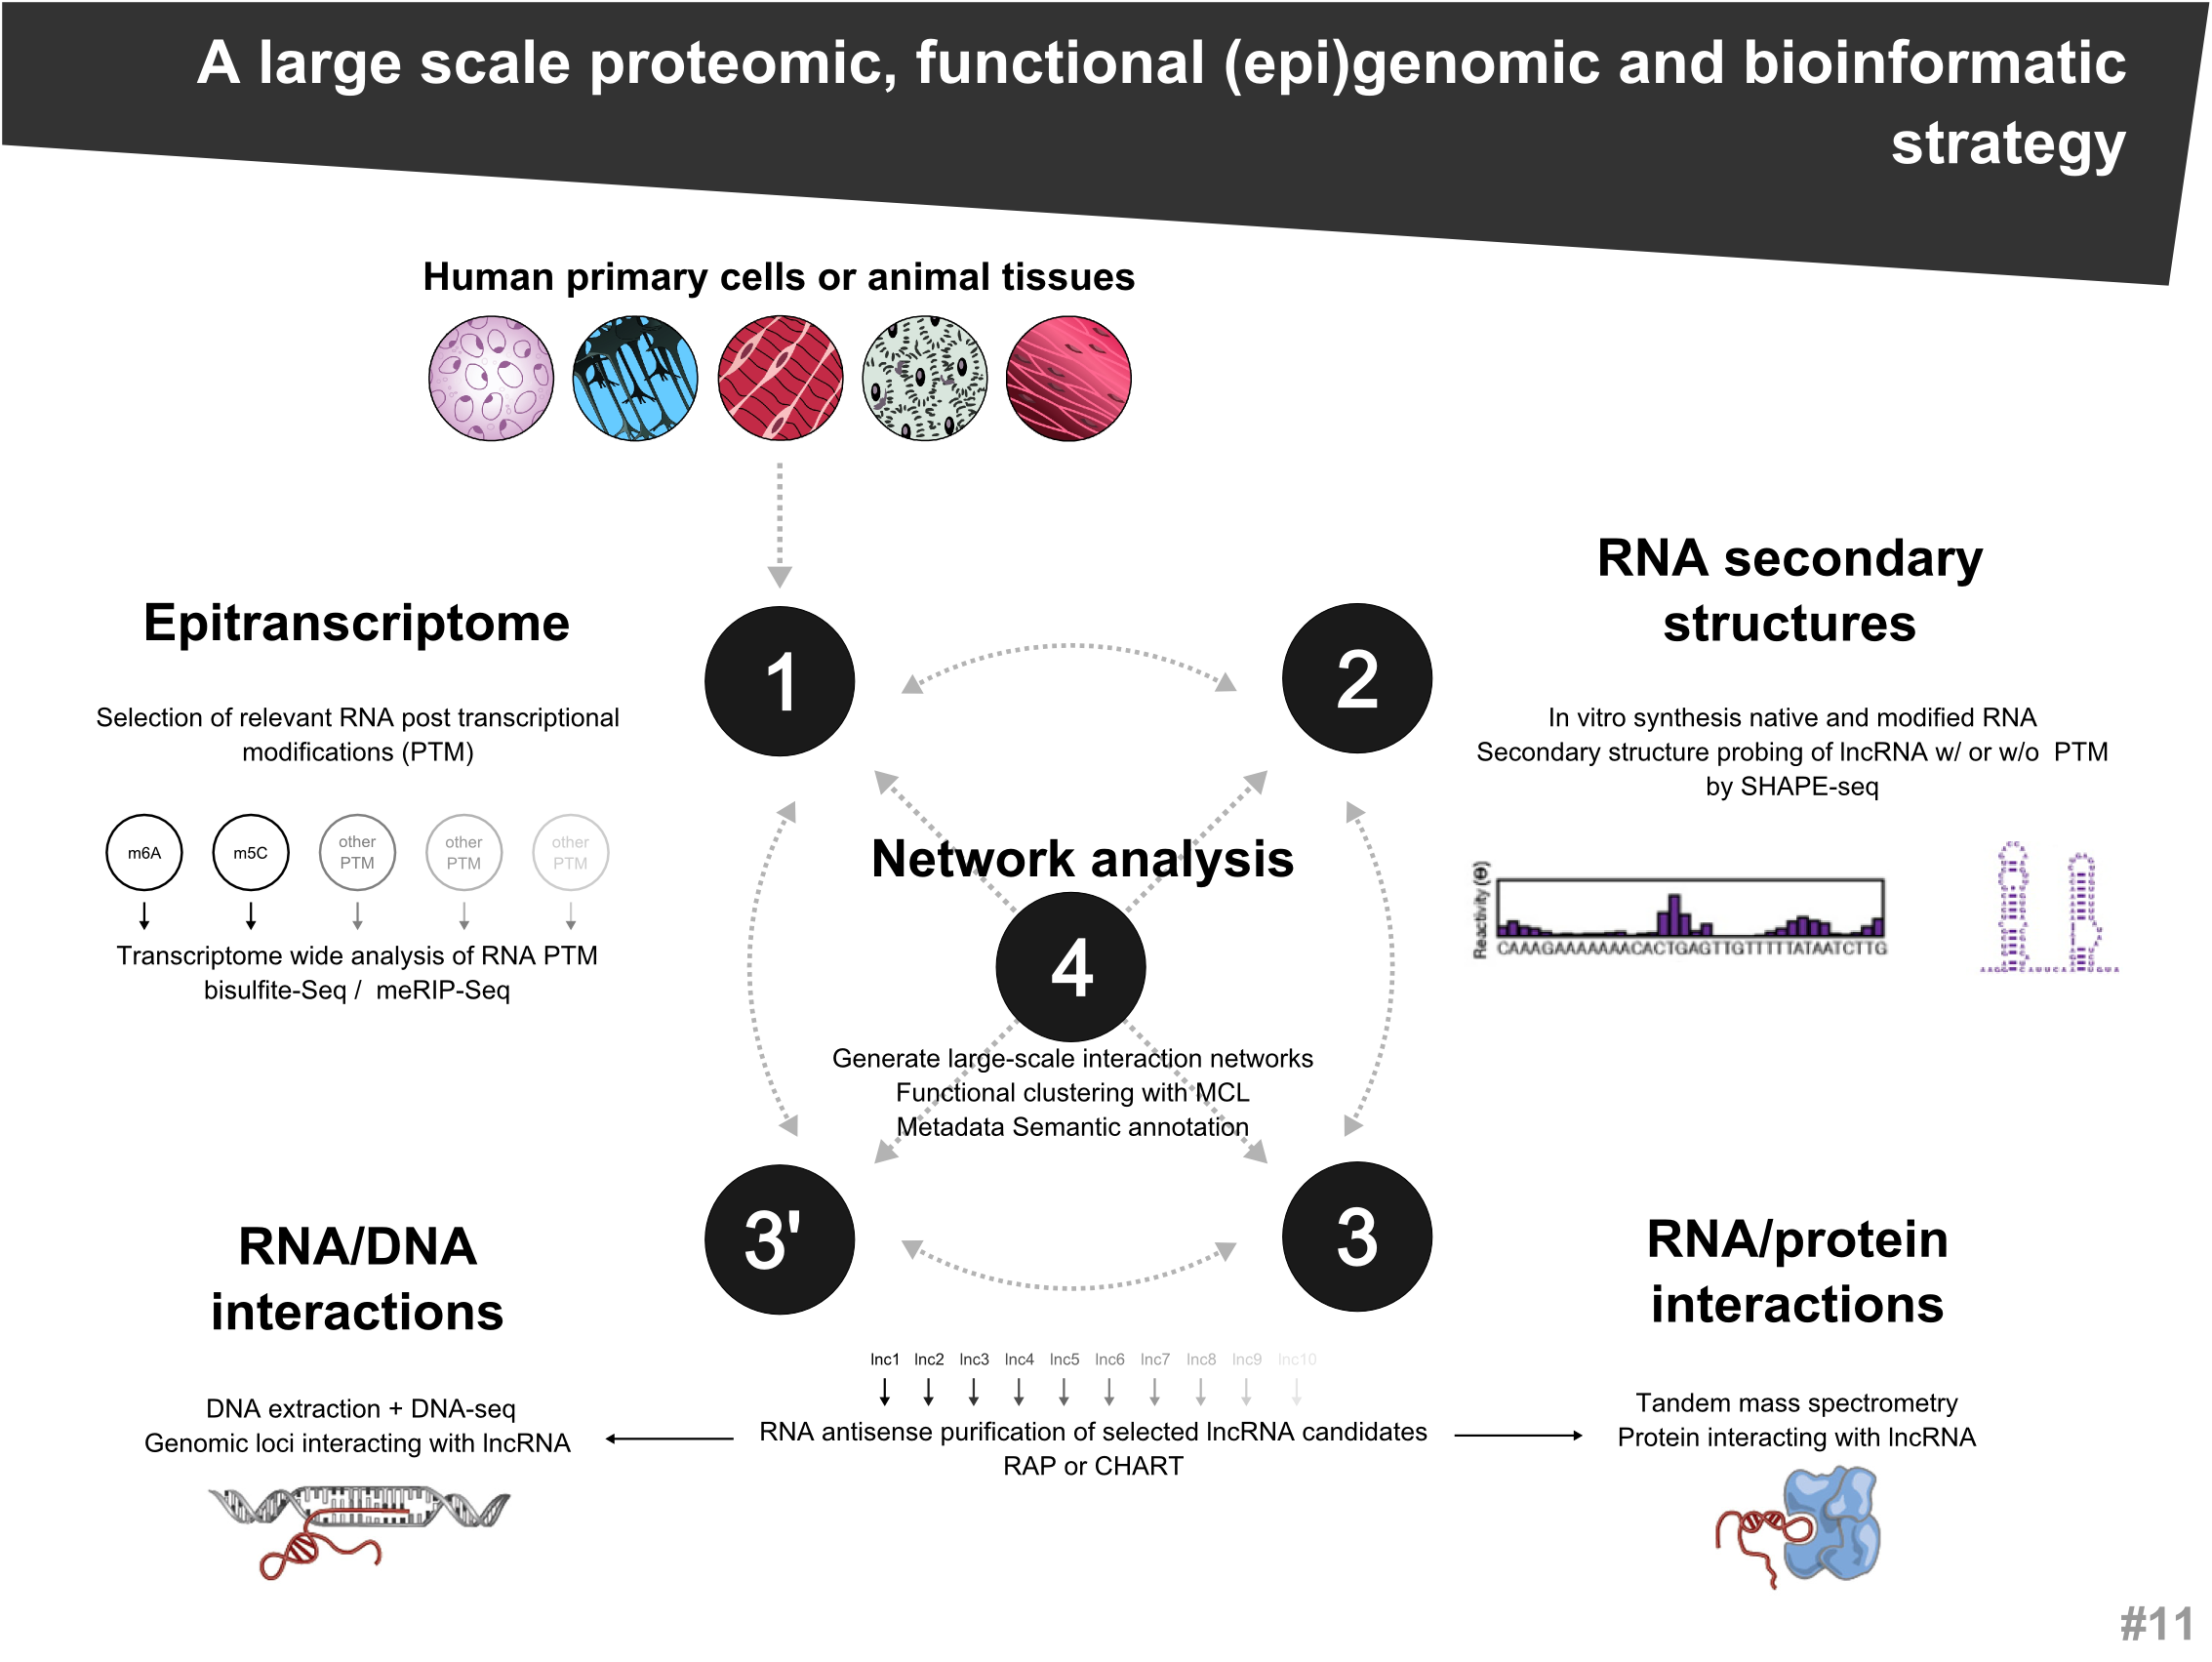 A large scale proteomic, functional (epi)genomic and bioinformatic
strategy
Human primary cells or animal tissues
Epitranscriptome
Selection of relevant RNA post transcriptional
modifications (PTM)
m6A
m5C
other
PTM
other
PTM
other
PTM
Transcriptome wide analysis of RNA PTM
bisulfite-Seq / meRIP-Seq
1
2
RNA secondary
structures
In vitro synthesis native and modified RNA
Secondary structure probing of lncRNA w/ or w/o PTM
by SHAPE-seq
Reactivity (Θ)
CAAAGAAAAAAACACTGAGTTGTTTTTATAATCTTG
Network analysis
4
Generate large-scale interaction networks
Functional clustering with MCL
Metadata Semantic annotation
3'
3
RNA/DNA
interactions
DNA extraction + DNA-seq
Genomic loci interacting with lncRNA
lnc1 lnc2 lnc3 lnc4 lnc5 lnc6 lnc7 lnc8 lnc9 lnc10
RNA antisense purification of selected lncRNA candidates
RAP or CHART
RNA/protein
interactions
Tandem mass spectrometry
Protein interacting with lncRNA
#11